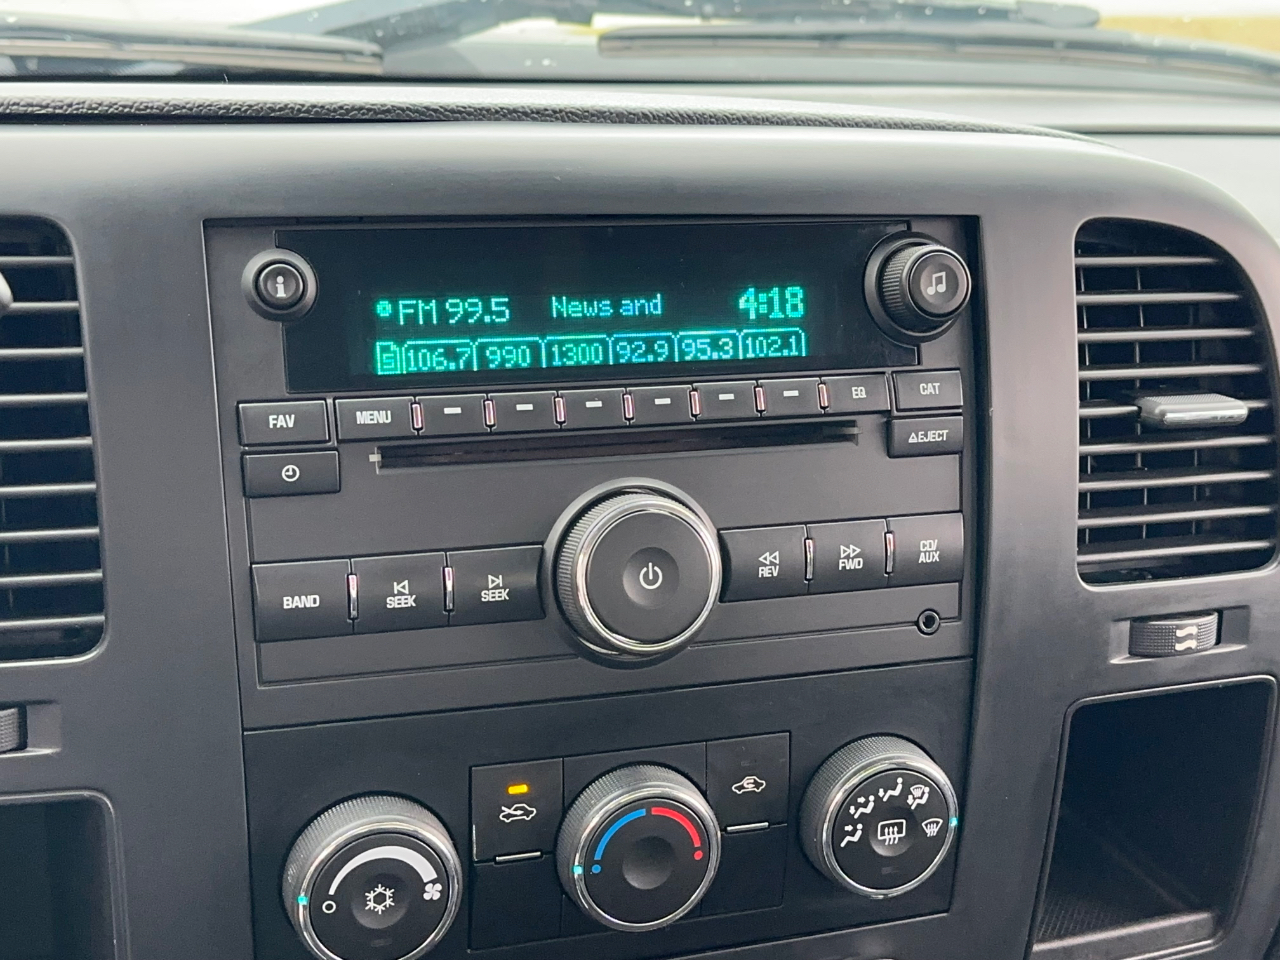 i
FM 99.5 News and 4:18
106.7 990 1300 92.9 95.3 102.1
FAV MENU EQ CAT
EJECT
BAND SEEK SEEK REV FWD CD/
AUX